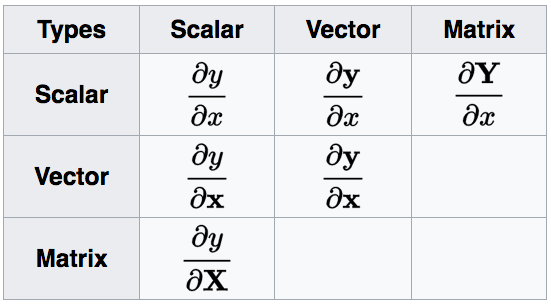 Types Scalar Vector Matrix
Scalar ∂y/∂x ∂𝐲/∂x ∂𝐘/∂x
Vector ∂y/∂𝐱 ∂𝐲/∂𝐱
Matrix ∂y/∂𝐗